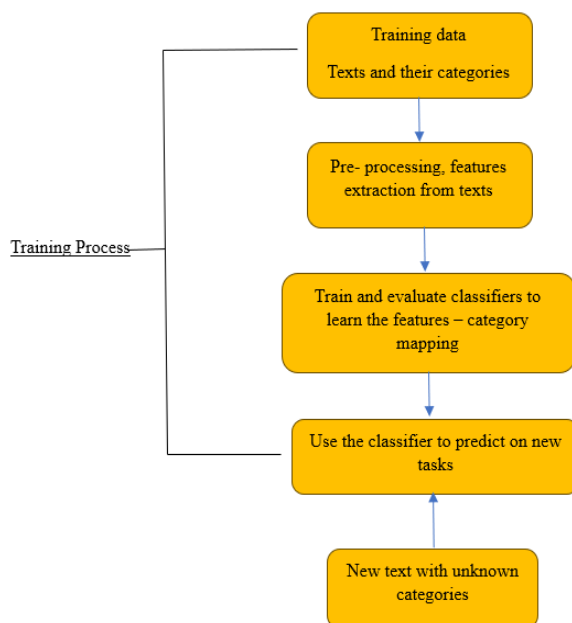 Training data
Texts and their categories
Pre- processing, features
extraction from texts
Training Process
Train and evaluate classifiers to
learn the features – category
mapping
Use the classifier to predict on new
tasks
New text with unknown
categories